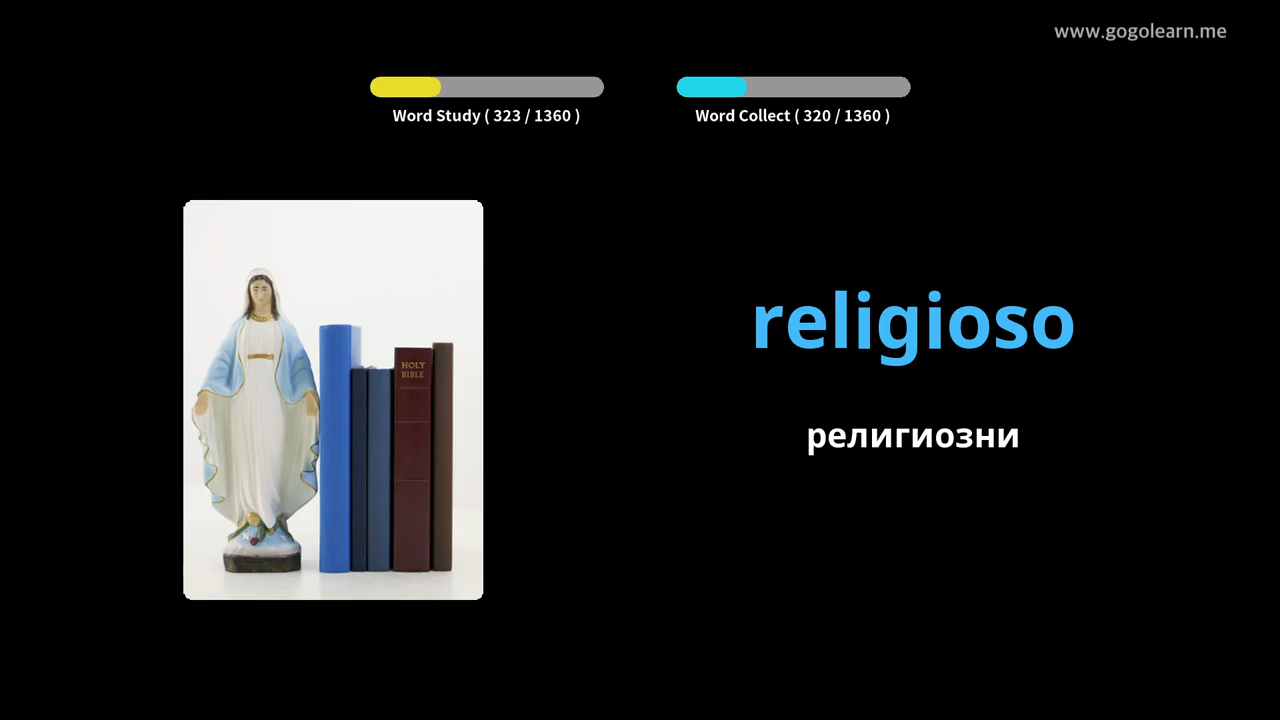 www.gogolearn.me
Word Study ( 323 / 1360 )
Word Collect ( 320 / 1360 )
HOLY
BIBLE
religioso
религиозни